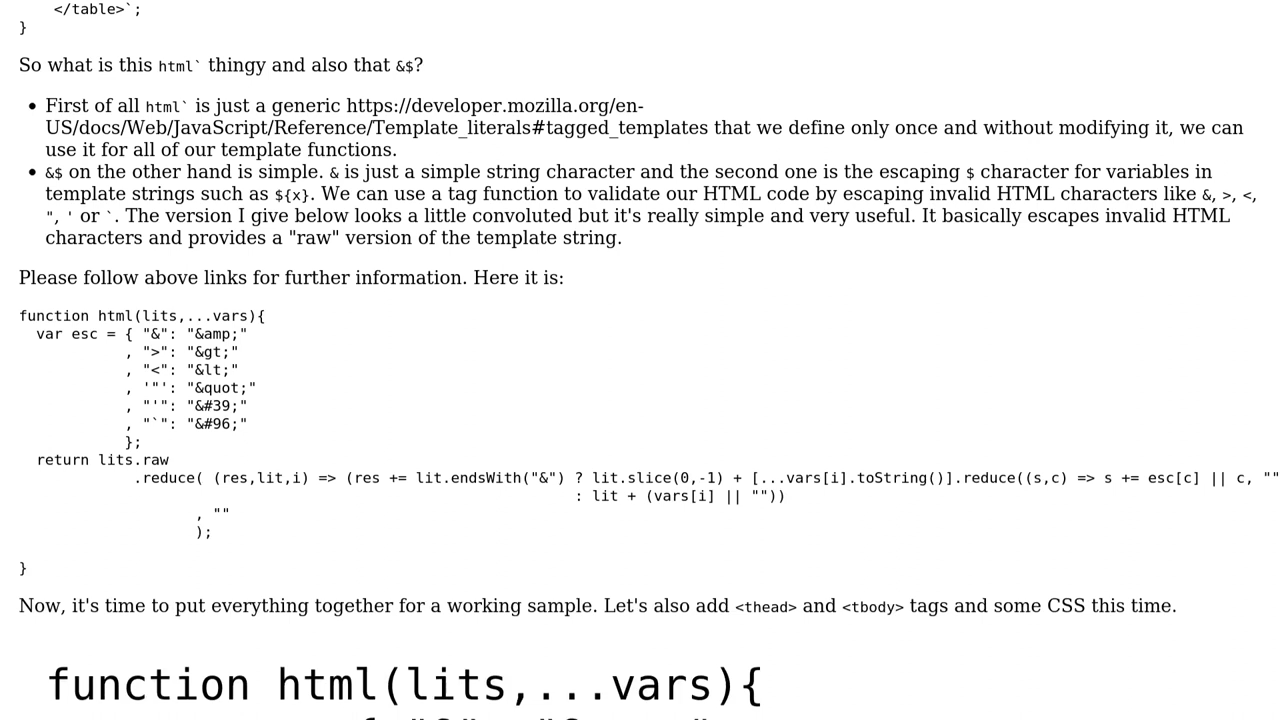 </table>`;
}
So what is this html` thingy and also that &$?
• First of all html` is just a generic https://developer.mozilla.org/en-
US/docs/Web/JavaScript/Reference/Template_literals#tagged_templates that we define only once and without modifying it, we can
use it for all of our template functions.
• &$ on the other hand is simple. & is just a simple string character and the second one is the escaping $ character for variables in
template strings such as ${x}. We can use a tag function to validate our HTML code by escaping invalid HTML characters like &, >, <,
", ' or `. The version I give below looks a little convoluted but it's really simple and very useful. It basically escapes invalid HTML
characters and provides a "raw" version of the template string.
Please follow above links for further information. Here it is:
function html(lits,...vars){
  var esc = { "&": "&amp;"
            , ">": "&gt;"
            , "<": "&lt;"
            , '"': "&quot;"
            , "'": "&#39;"
            , "`": "&#96;"
            };
  return lits.raw
             .reduce( (res,lit,i) => (res += lit.endsWith("&") ? lit.slice(0,-1) + [...vars[i].toString()].reduce((s,c) => s += esc[c] || c, ""
                                                               : lit + (vars[i] || ""))
                    , ""
                    );
}
Now, it's time to put everything together for a working sample. Let's also add <thead> and <tbody> tags and some CSS this time.
function html(lits,...vars){